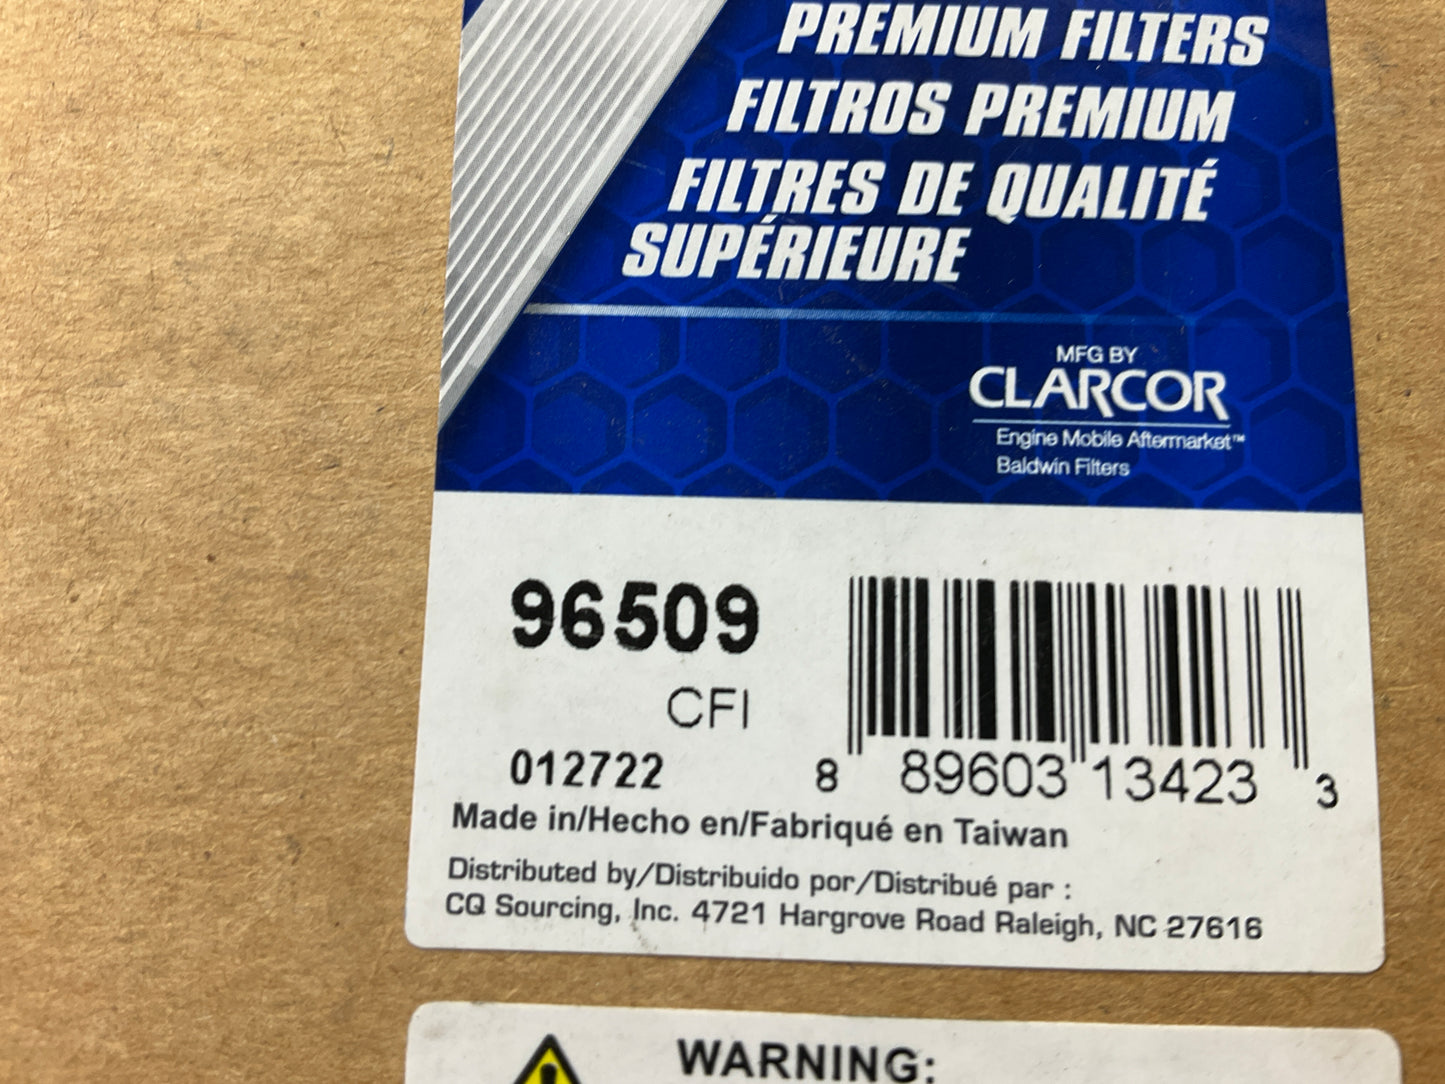 PREMIUM FILTERS
FILTROS PREMIUM
FILTRES DE QUALITÉ
SUPÉRIEURE
MFG BY
CLARCOR
Engine Mobile Aftermarket™
Baldwin Filters
96509
CFI
012722
8 89603 13423 3
Made in/Hecho en/Fabriqué en Taiwan
Distributed by/Distribuido por/Distribué par :
CQ Sourcing, Inc. 4721 Hargrove Road Raleigh, NC 27616
WARNING: